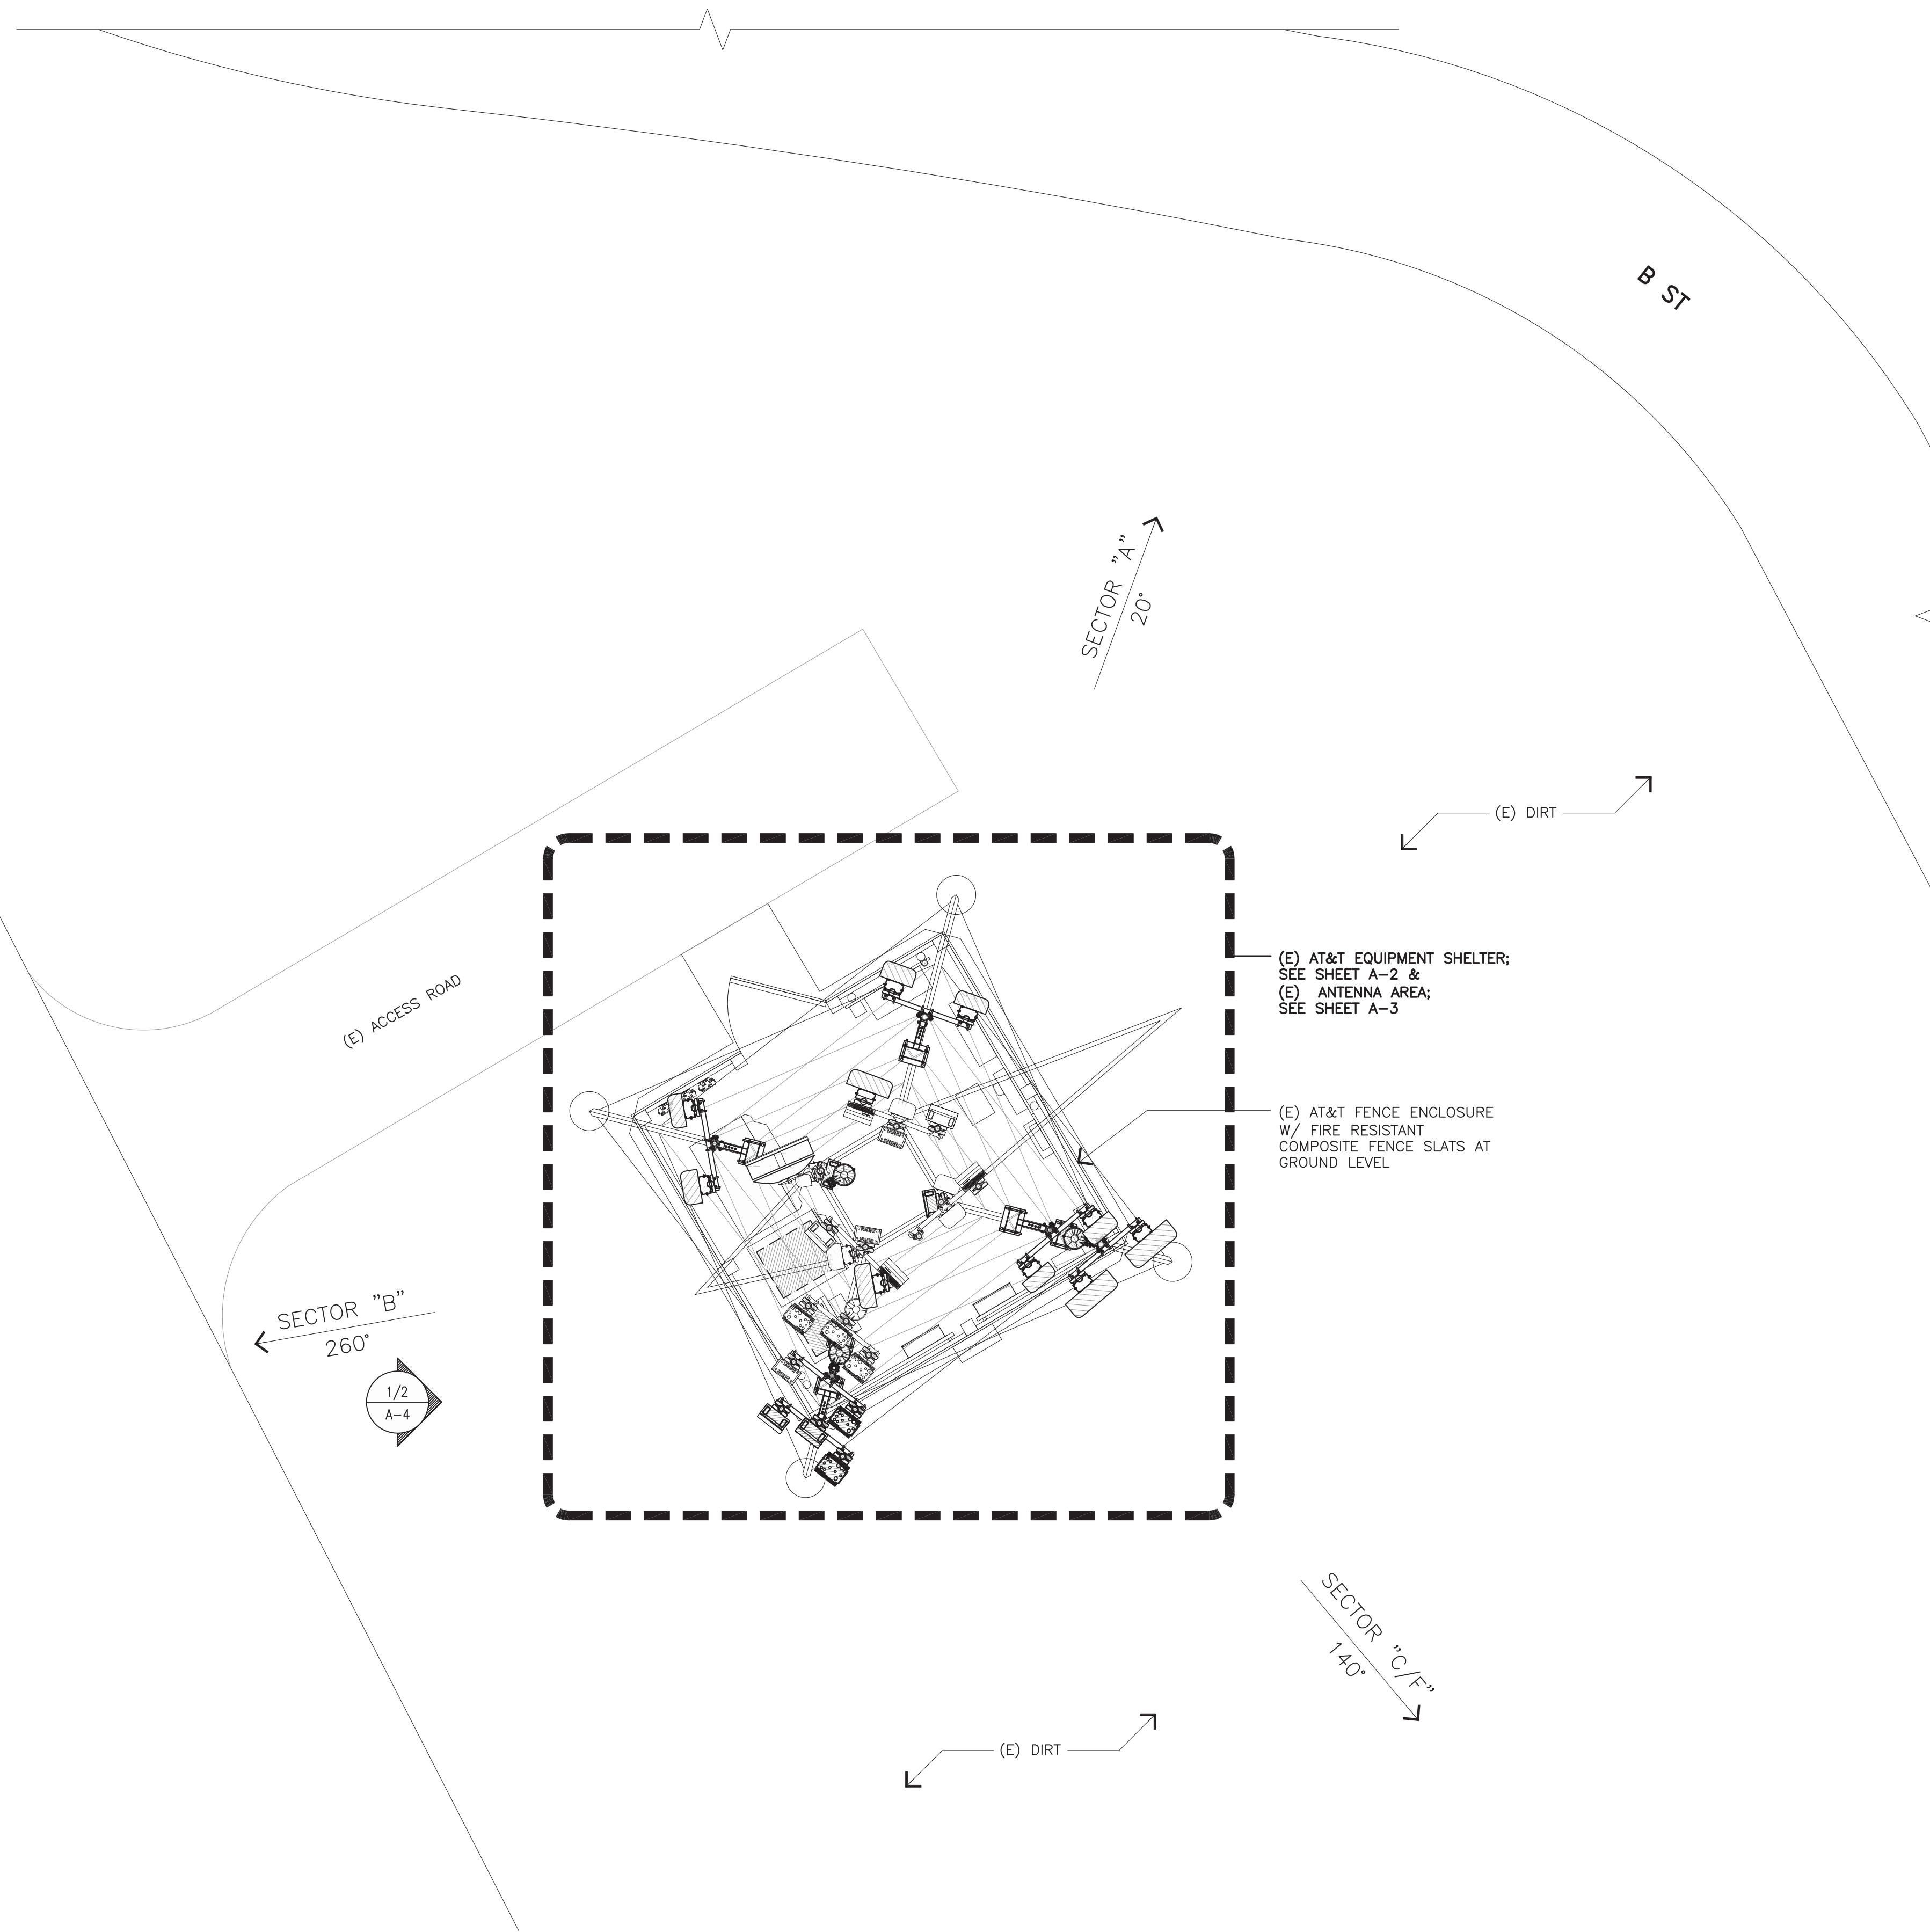 B ST
SECTOR "A"
20°
(E) DIRT
(E) AT&T EQUIPMENT SHELTER;
SEE SHEET A-2 &
(E) ANTENNA AREA;
SEE SHEET A-3
(E) ACCESS ROAD
(E) AT&T FENCE ENCLOSURE
W/ FIRE RESISTANT
COMPOSITE FENCE SLATS AT
GROUND LEVEL
SECTOR "B"
260°
1/2
A-4
SECTOR "C/F"
140°
(E) DIRT